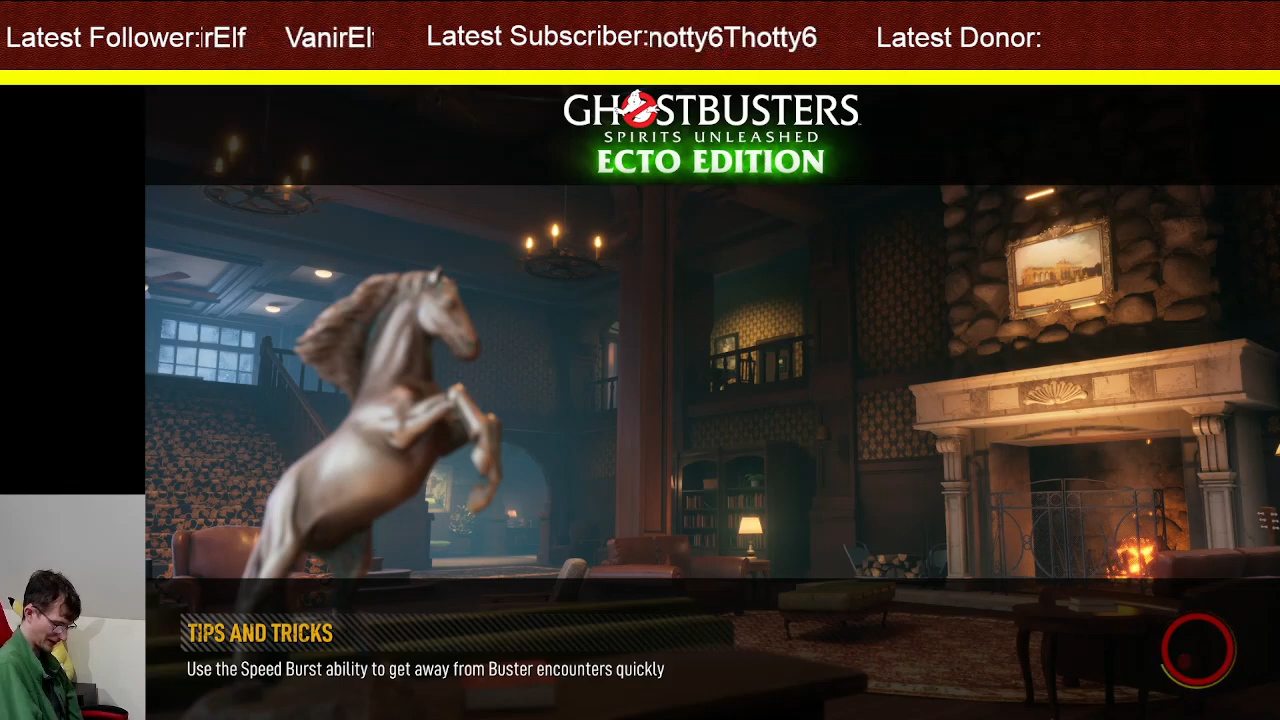 Latest Follower: rElf VanirEl
Latest Subscriber: notty6Thotty6
Latest Donor:
GHOSTBUSTERS
SPIRITS UNLEASHED
ECTO EDITION
TIPS AND TRICKS
Use the Speed Burst ability to get away from Buster encounters quickly